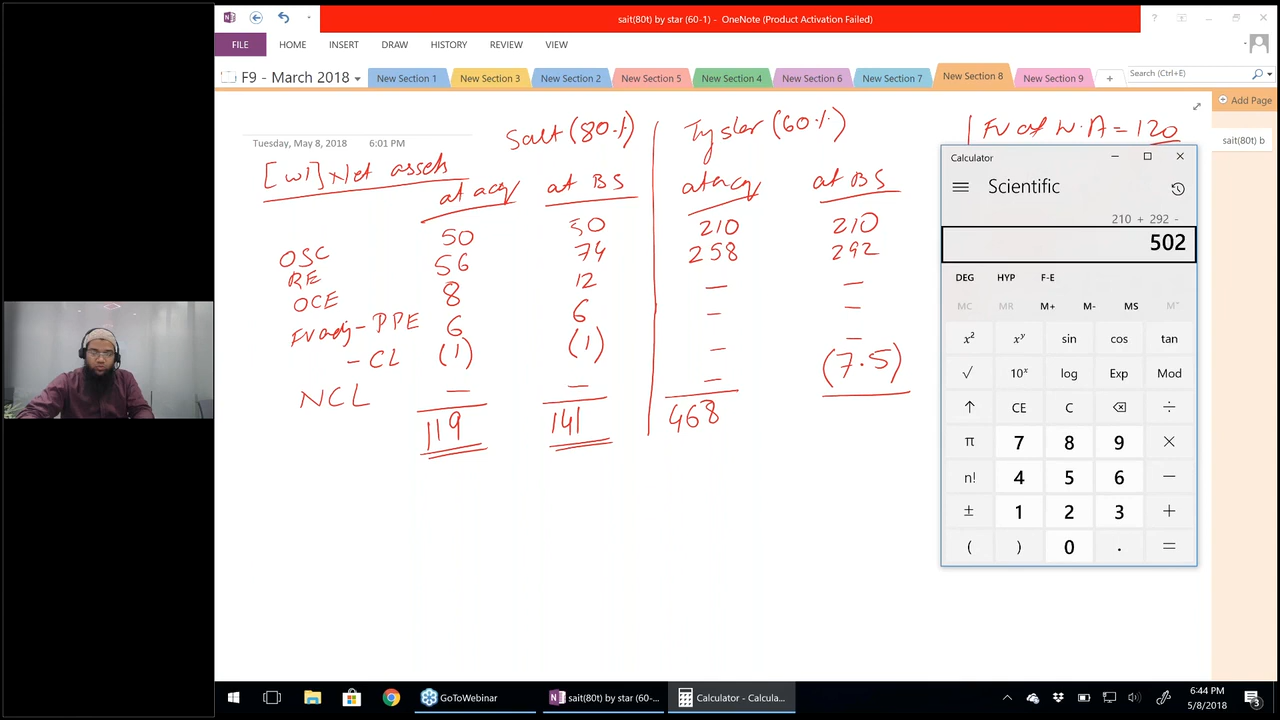 sait(80t) by star (60-1) - OneNote (Product Activation Failed)
FILE HOME INSERT DRAW HISTORY REVIEW VIEW
F9 - March 2018
New Section 1 New Section 3 New Section 2 New Section 5 New Section 4 New Section 6 New Section 7 New Section 8 New Section 9
Search (Ctrl+E)
Add Page
sait(80t) b
Tuesday, May 8, 2018 6:01 PM
Salt (80%) Tysler (60%) FV of N.A = 120
[w1] Net assets
at acq at BS at acq at BS
OSC 50 50 210 210
RE 56 74 258 292
OCE 8 12 - -
FV adj - PPE 6 6 - -
- CL (1) (1) - -
NCL - - - (7.5)
119 141 468
Calculator
Scientific
210 + 292 -
502
DEG HYP F-E
MC MR M+ M- MS M
x² xʸ sin cos tan
√ 10ˣ log Exp Mod
↑ CE C ÷
π 7 8 9 ×
n! 4 5 6 −
± 1 2 3 +
( ) 0 . =
GoToWebinar
sait(80t) by star (60-...
Calculator - Calcula...
6:44 PM
5/8/2018
3